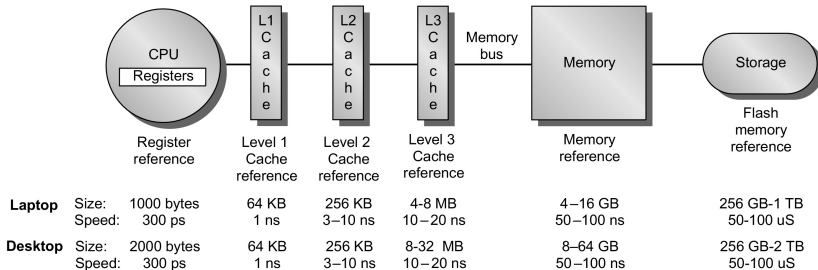 CPU
Registers
L1
C
a
c
h
e
L2
C
a
c
h
e
L3
C
a
c
h
e
Memory
bus
Memory
Storage
Register
reference
Level 1
Cache
reference
Level 2
Cache
reference
Level 3
Cache
reference
Memory
reference
Flash
memory
reference
Laptop Size: 1000 bytes 64 KB 256 KB 4-8 MB 4–16 GB 256 GB-1 TB
Speed: 300 ps 1 ns 3–10 ns 10–20 ns 50–100 ns 50-100 uS
Desktop Size: 2000 bytes 64 KB 256 KB 8-32 MB 8–64 GB 256 GB-2 TB
Speed: 300 ps 1 ns 3–10 ns 10–20 ns 50–100 ns 50-100 uS